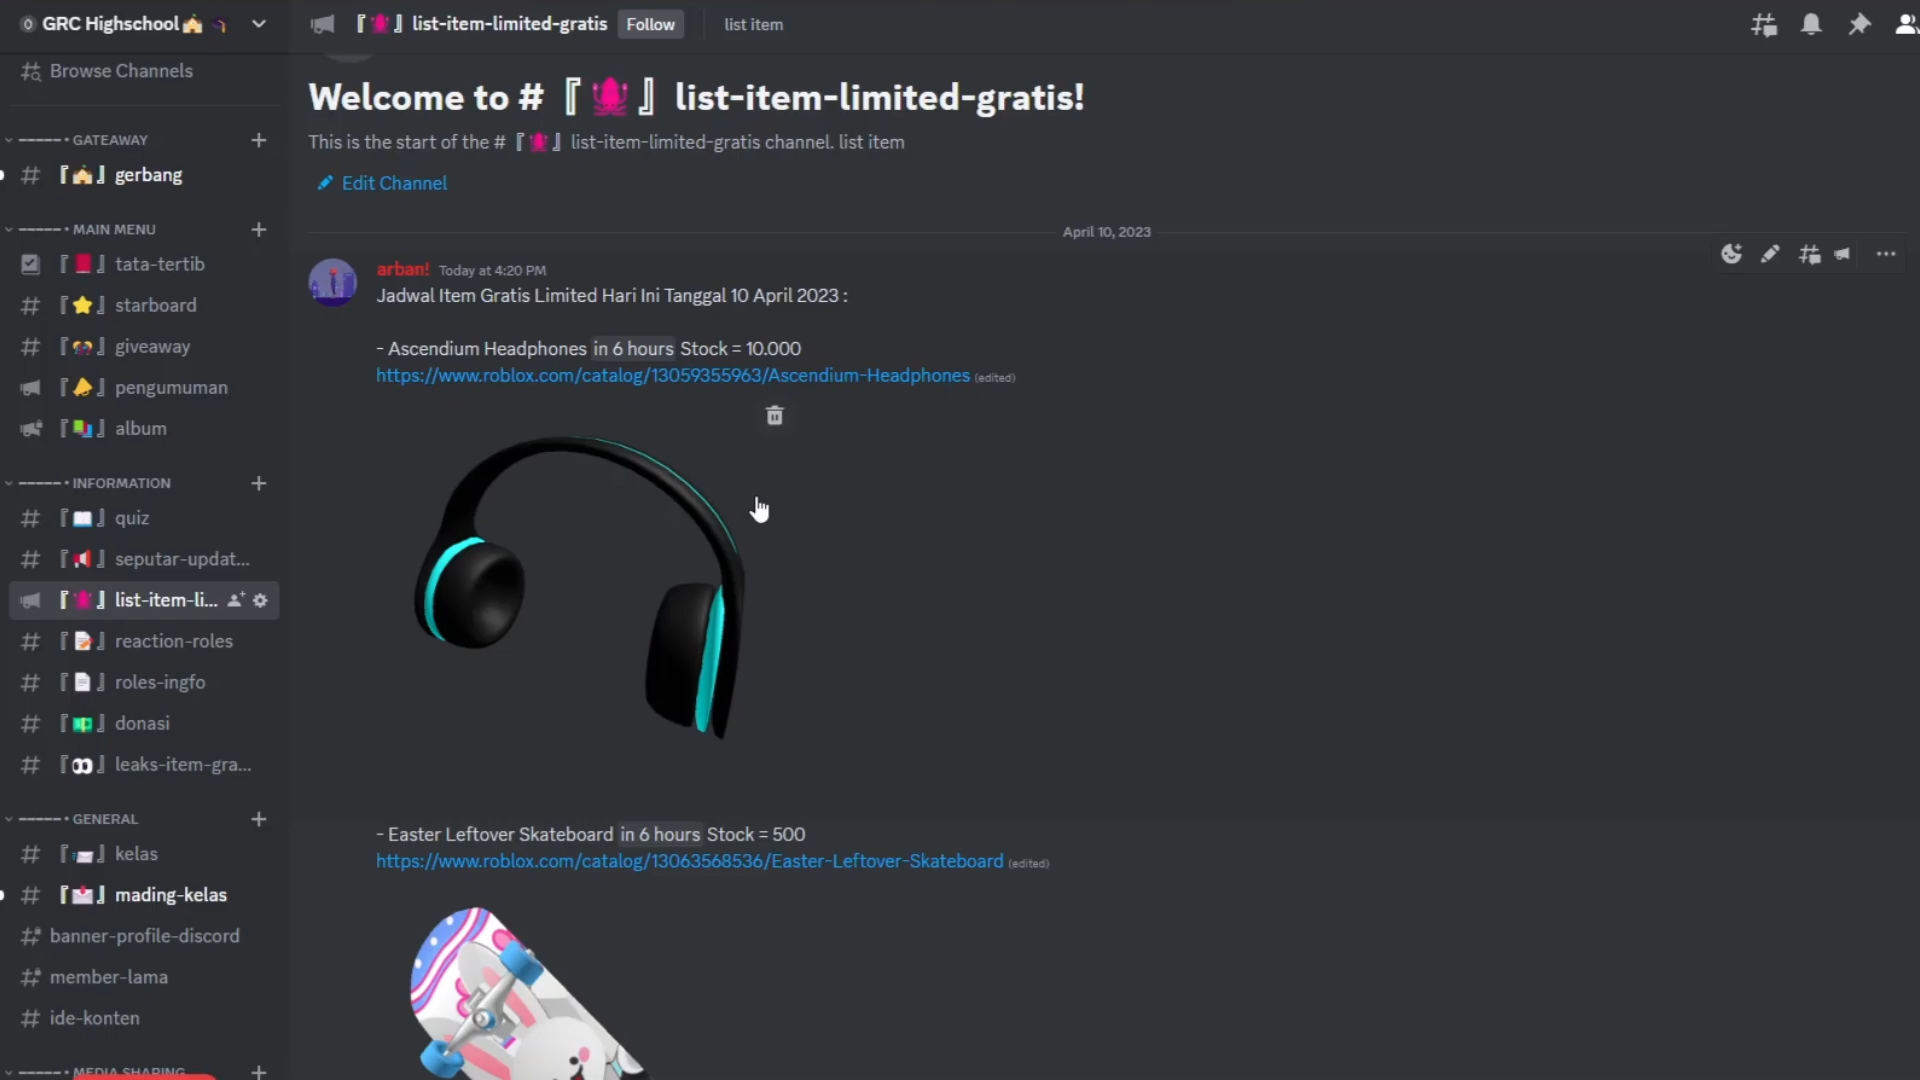 GRC Highschool
Browse Channels
GATEAWAY
『🏫』 gerbang
MAIN MENU
『📕』 tata-tertib
『⭐』 starboard
『🎊』 giveaway
『📣』 pengumuman
『📚』 album
INFORMATION
『📖』 quiz
『📢』 seputar-updat...
『🦑』 list-item-li...
『📝』 reaction-roles
『📄』 roles-ingfo
『💵』 donasi
『👀』 leaks-item-gra...
GENERAL
『📨』 kelas
『📩』 mading-kelas
banner-profile-discord
member-lama
ide-konten
MEDIA SHARING
『🦑』 list-item-limited-gratis Follow list item
Welcome to # 『🦑』 list-item-limited-gratis!
This is the start of the # 『🦑』 list-item-limited-gratis channel. list item
Edit Channel
April 10, 2023
arban! Today at 4:20 PM
Jadwal Item Gratis Limited Hari Ini Tanggal 10 April 2023 :
- Ascendium Headphones in 6 hours Stock = 10.000
https://www.roblox.com/catalog/13059355963/Ascendium-Headphones (edited)
- Easter Leftover Skateboard in 6 hours Stock = 500
https://www.roblox.com/catalog/13063568536/Easter-Leftover-Skateboard (edited)